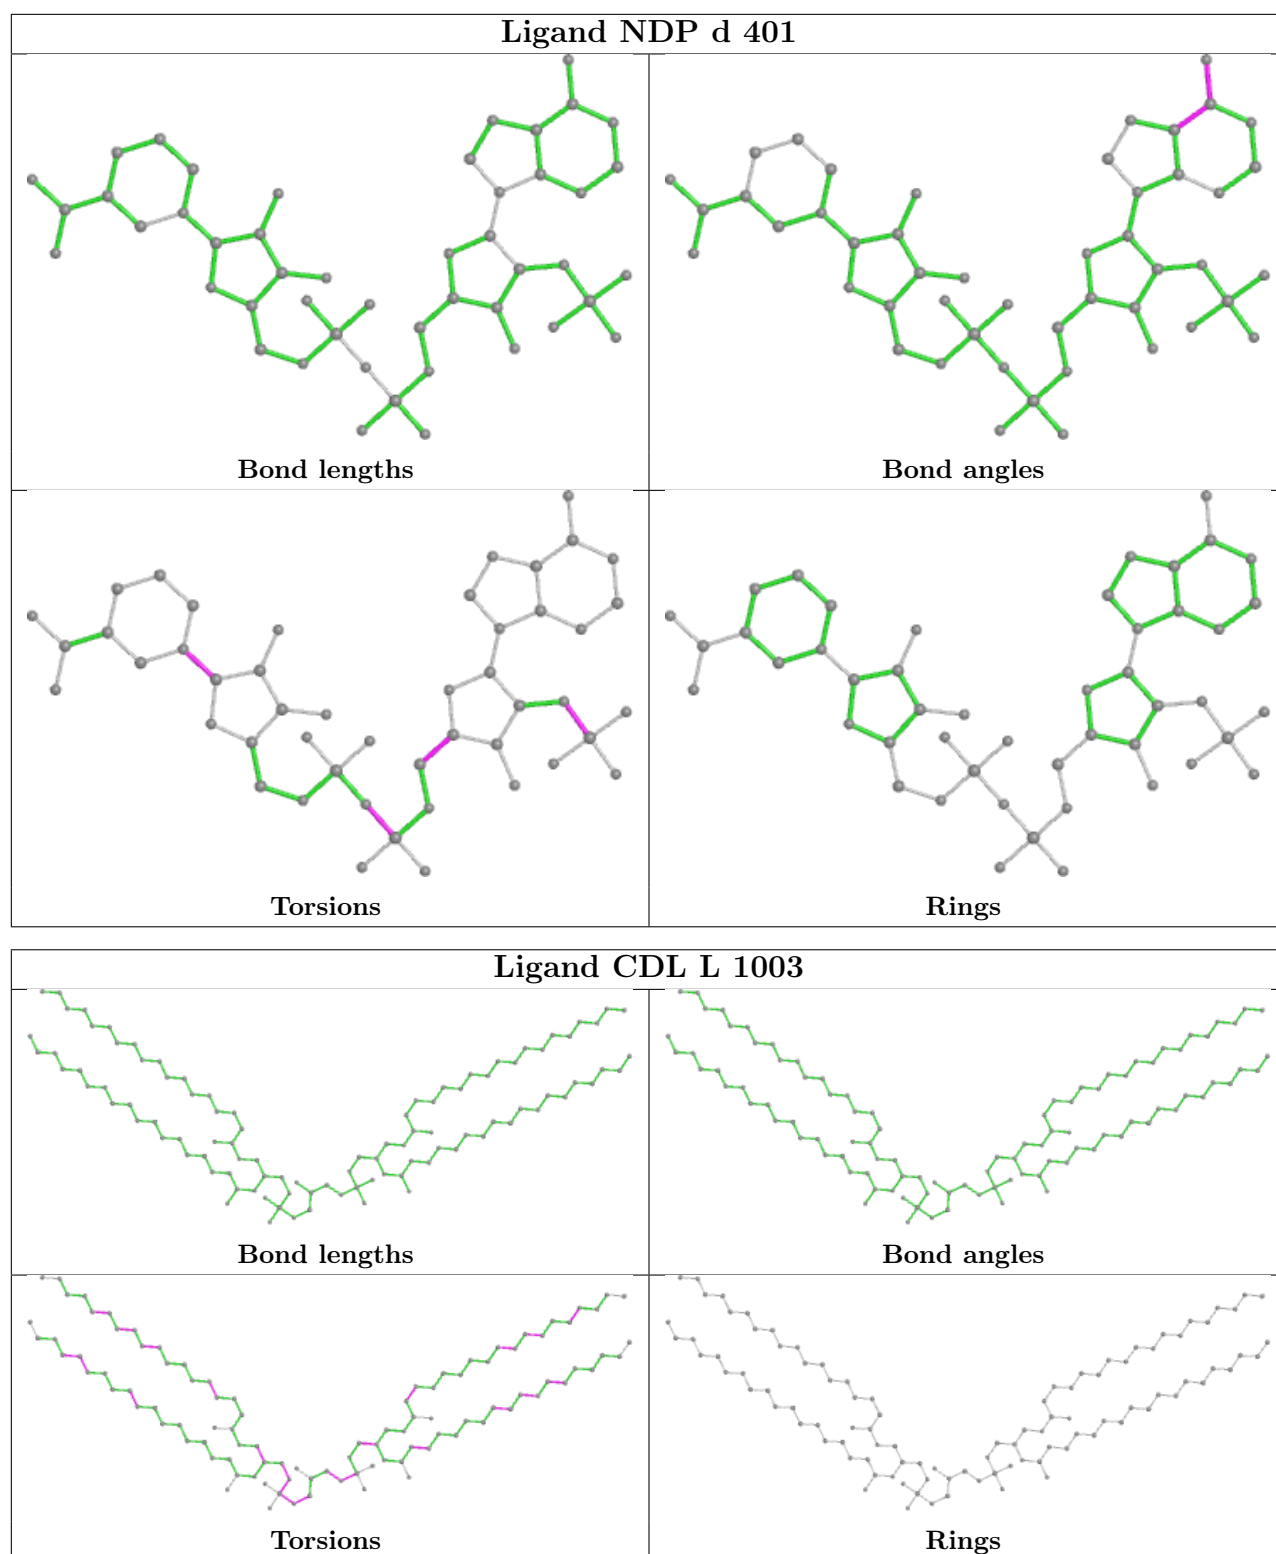 Ligand NDP d 401
Bond lengths
Bond angles
Torsions
Rings
Ligand CDL L 1003
Bond lengths
Bond angles
Torsions
Rings